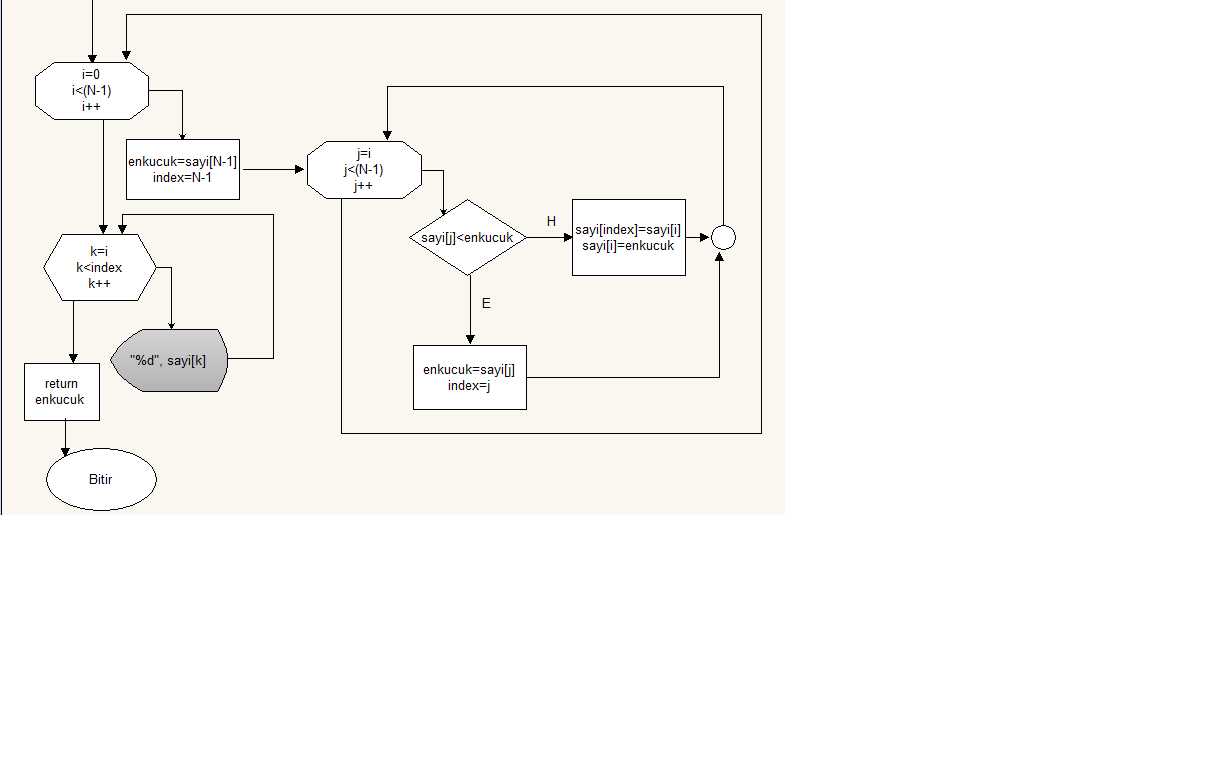 i=0
i<(N-1)
i++
enkucuk=sayi[N-1]
index=N-1
j=i
j<(N-1)
j++
sayi[j]<enkucuk
H
sayi[index]=sayi[i]
sayi[i]=enkucuk
E
enkucuk=sayi[j]
index=j
k=i
k<index
k++
"%d", sayi[k]
return
enkucuk
Bitir